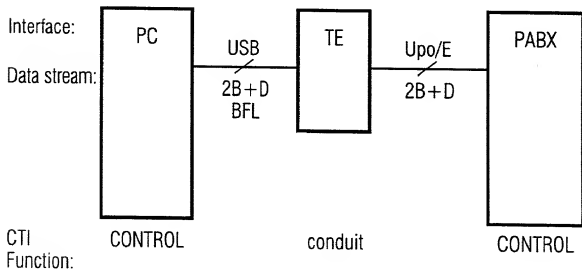 Interface:
PC
USB
TE
Upo/E
PABX
Data stream:
2B+D
BFL
2B+D
CTI
Function:
CONTROL
conduit
CONTROL